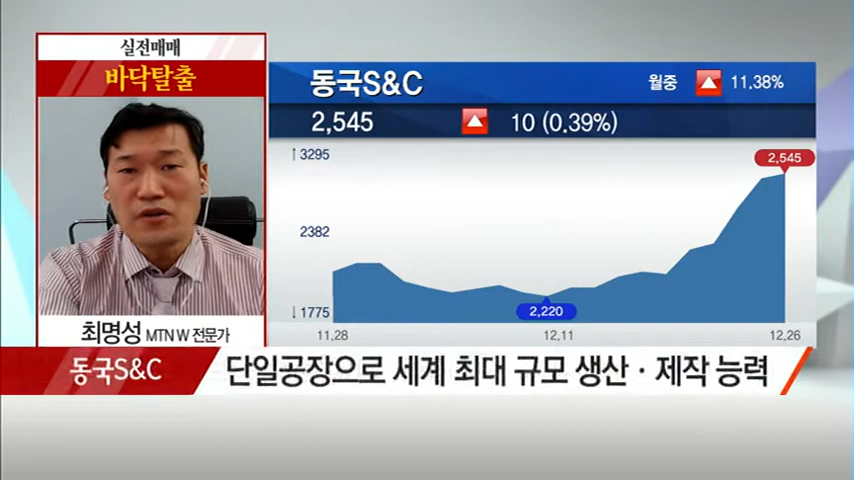 실전매매
바닥탈출
최명성 MTN W 전문가
동국S&C
월중 ▲ 11.38%
2,545 ▲ 10 (0.39%)
↑3295
2,545
2382
↓1775
2,220
11.28 12.11 12.26
동국S&C 단일공장으로 세계 최대 규모 생산·제작 능력